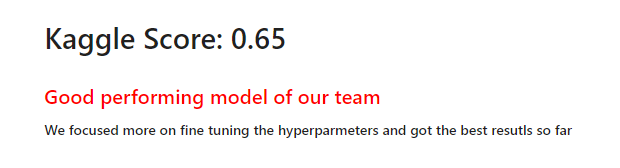 Kaggle Score: 0.65
Good performing model of our team
We focused more on fine tuning the hyperparmeters and got the best resutls so far